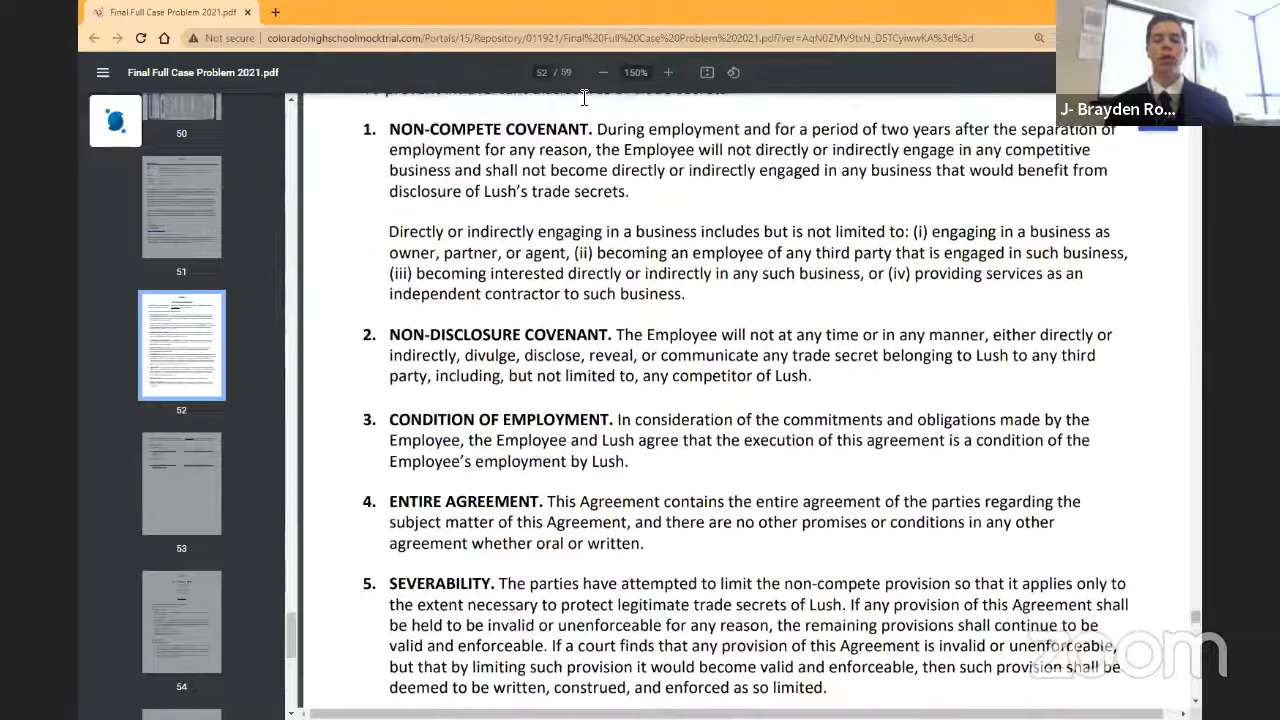 Final Full Case Problem 2021.pdf
Not secure
coloradohighschoolmocktrial.com/Portals/15/Repository/011921/Final%20Full%20Case%20Problem%202021.pdf?ver=AqN0ZMV9txN_D5TCyiwwKA%3d%3d
Final Full Case Problem 2021.pdf
52 / 59
150%
J- Brayden Ro...
50
51
52
53
54
1. NON-COMPETE COVENANT. During employment and for a period of two years after the separation of
employment for any reason, the Employee will not directly or indirectly engage in any competitive
business and shall not become directly or indirectly engaged in any business that would benefit from
disclosure of Lush's trade secrets.
Directly or indirectly engaging in a business includes but is not limited to: (i) engaging in a business as
owner, partner, or agent, (ii) becoming an employee of any third party that is engaged in such business,
(iii) becoming interested directly or indirectly in any such business, or (iv) providing services as an
independent contractor to such business.
2. NON-DISCLOSURE COVENANT. The Employee will not at any time, or in any manner, either directly or
indirectly, divulge, disclose, reveal, or communicate any trade secret belonging to Lush to any third
party, including, but not limited to, any competitor of Lush.
3. CONDITION OF EMPLOYMENT. In consideration of the commitments and obligations made by the
Employee, the Employee and Lush agree that the execution of this agreement is a condition of the
Employee's employment by Lush.
4. ENTIRE AGREEMENT. This Agreement contains the entire agreement of the parties regarding the
subject matter of this Agreement, and there are no other promises or conditions in any other
agreement whether oral or written.
5. SEVERABILITY. The parties have attempted to limit the non-compete provision so that it applies only to
the extent necessary to protect legitimate trade secrets of Lush. If any provision of this Agreement shall
be held to be invalid or unenforceable for any reason, the remaining provisions shall continue to be
valid and enforceable. If a court finds that any provision of this Agreement is invalid or unenforceable,
but that by limiting such provision it would become valid and enforceable, then such provision shall be
deemed to be written, construed, and enforced as so limited.
zoom